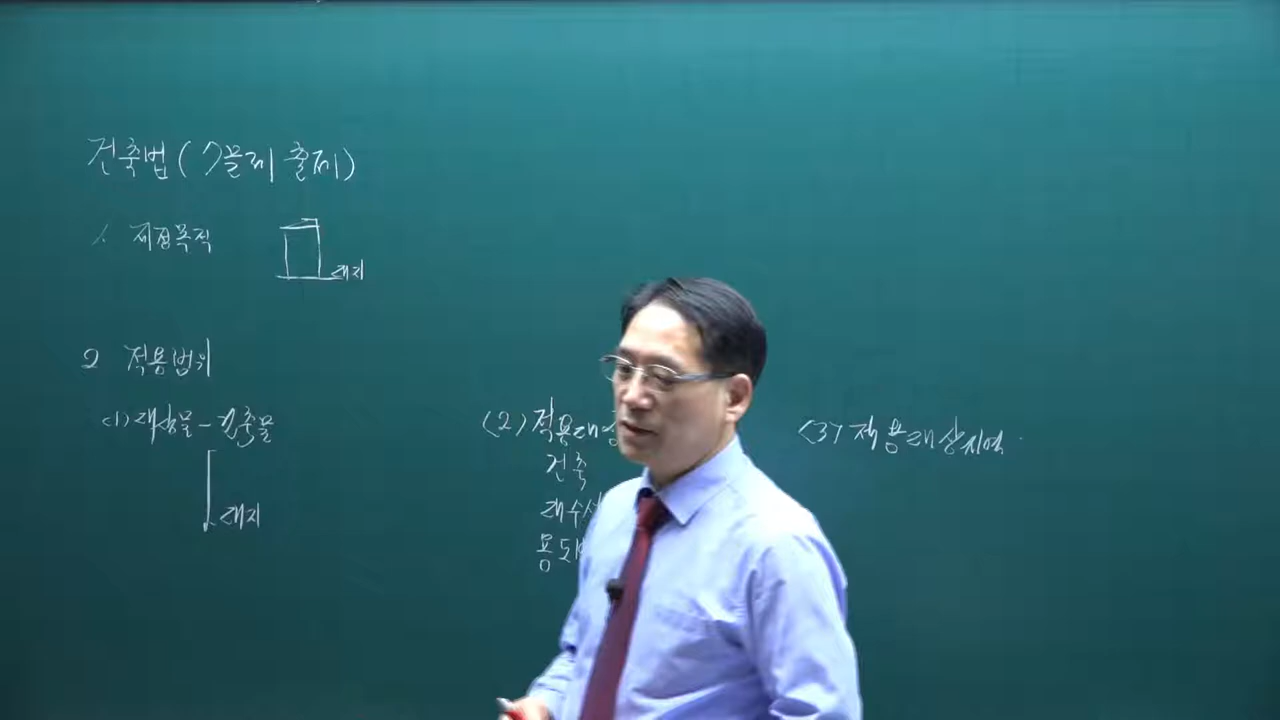 건축법 (7문제 출제)
1. 제정목적
대지
2 적용범위
(1) 대상물 - 건축물
대지
(2) 적용대상
건축
대수선
용도
(3) 적용대상지역